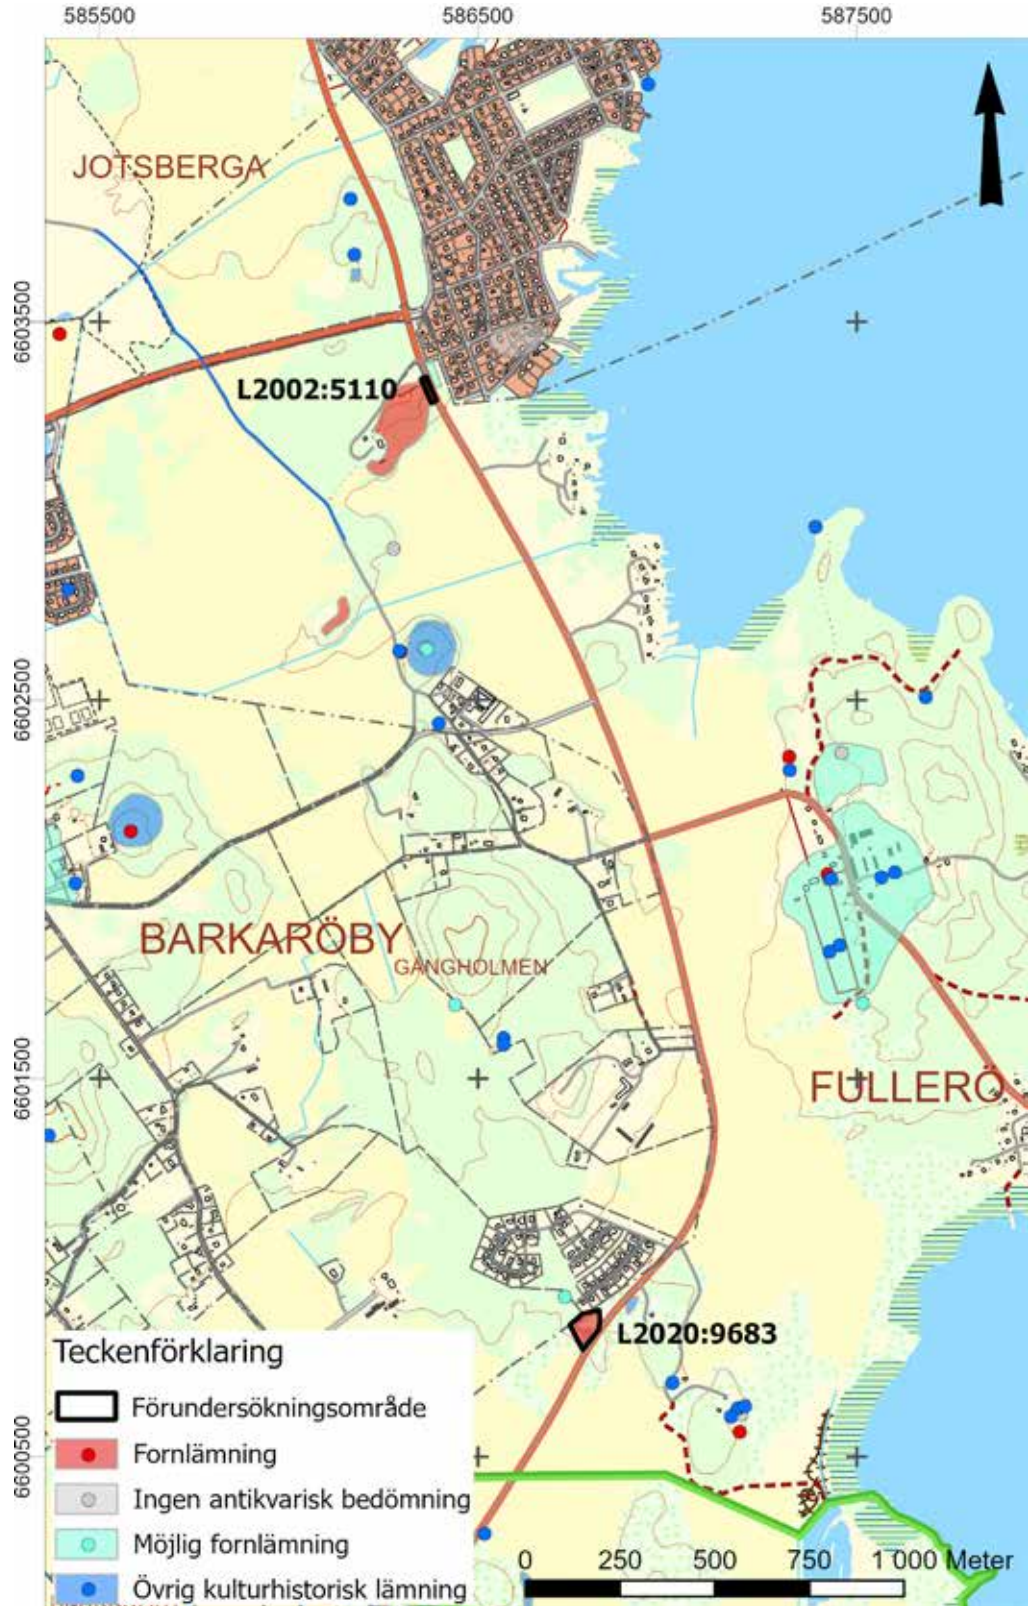 585500 586500 587500
JOTSBERGA
6603500
L2002:5110
6602500
BARKARÖBY
GÅNGHOLMEN
6601500
FULLERÖ
L2020:9683
Teckenförklaring
Förundersökningsområde
Fornlämning
6600500
Ingen antikvarisk bedömning
Möjlig fornlämning
Övrig kulturhistorisk lämning
0 250 500 750 1 000 Meter